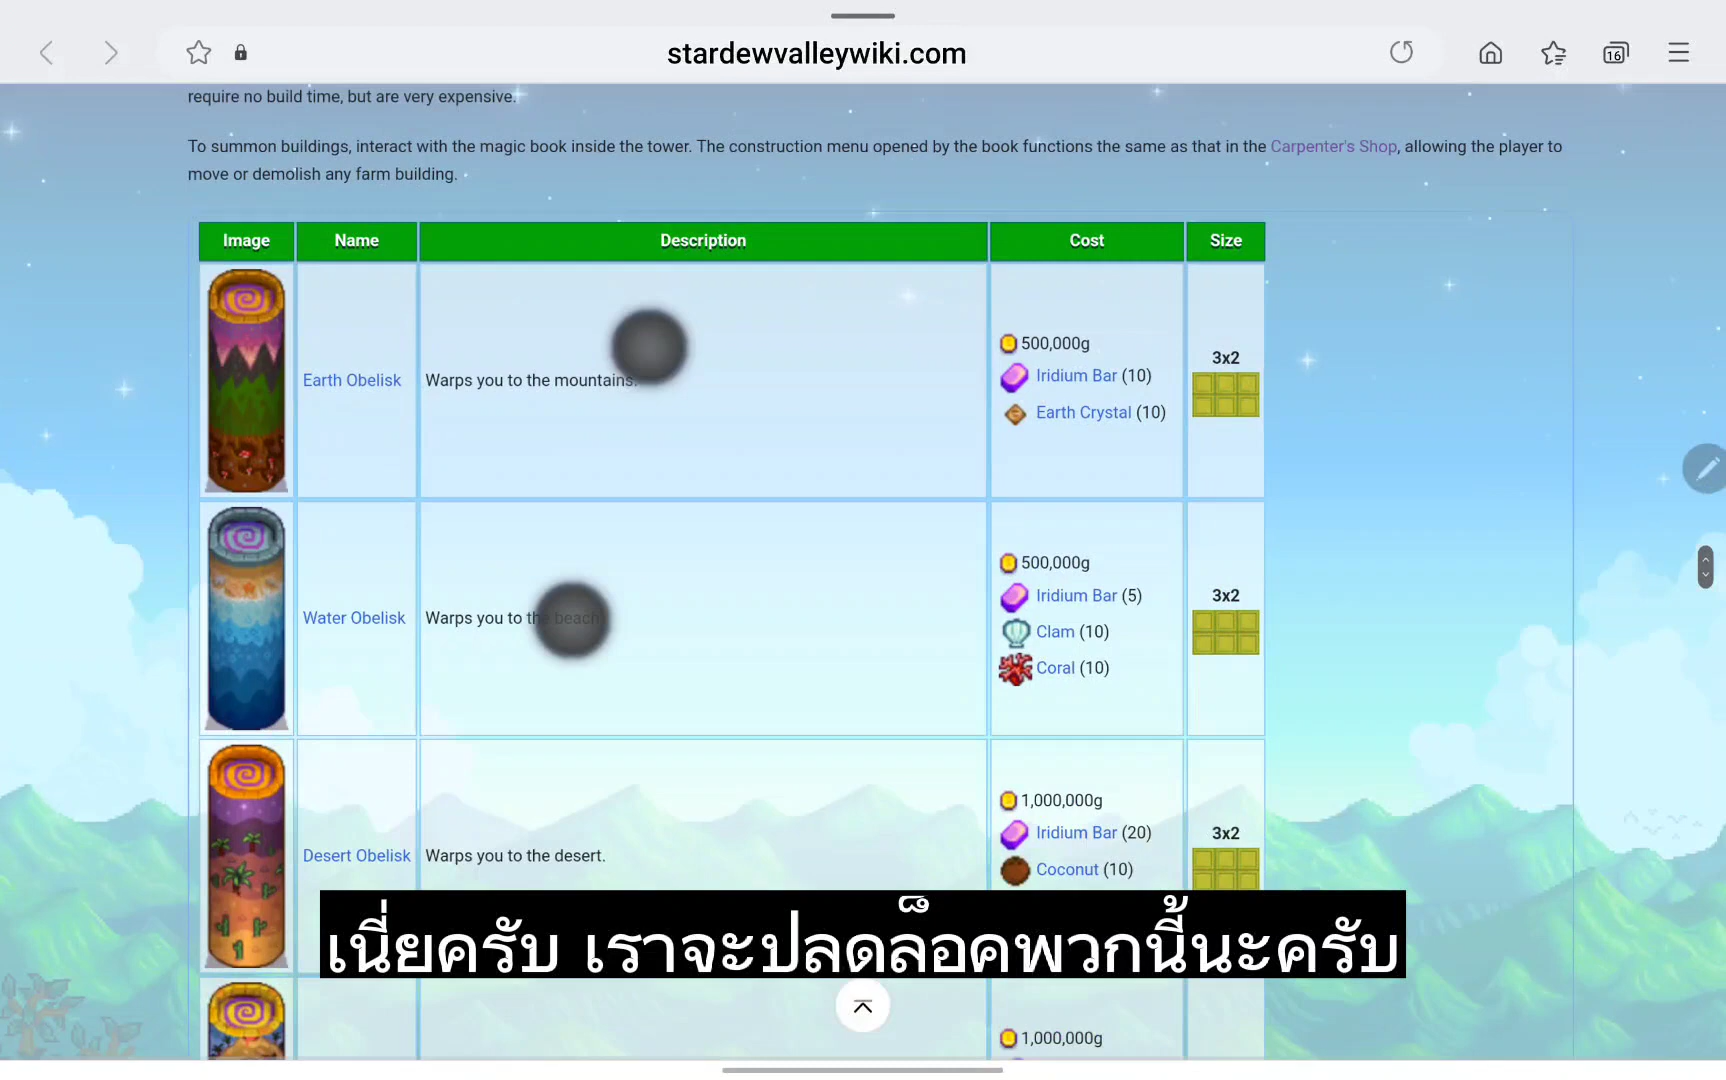 stardewvalleywiki.com
16
require no build time, but are very expensive.
To summon buildings, interact with the magic book inside the tower. The construction menu opened by the book functions the same as that in the Carpenter's Shop, allowing the player to
move or demolish any farm building.
Image Name Description Cost Size
Earth Obelisk
Warps you to the mountains.
500,000g
Iridium Bar (10)
Earth Crystal (10)
3x2
Water Obelisk
Warps you to the beach
500,000g
Iridium Bar (5)
Clam (10)
Coral (10)
3x2
Desert Obelisk
Warps you to the desert.
1,000,000g
Iridium Bar (20)
Coconut (10)
3x2
เนี่ยครับ เราจะปลดล็อคพวกนี้นะครับ
1,000,000g